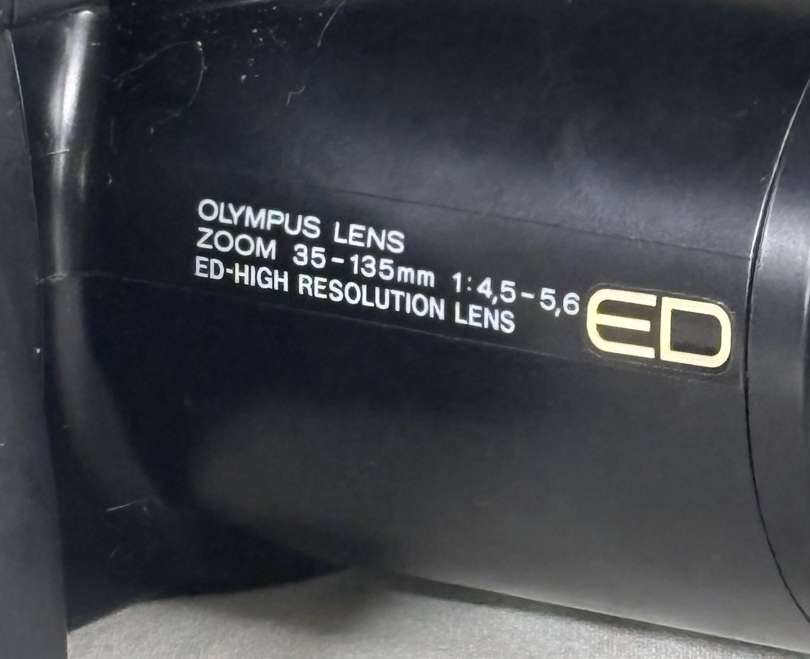 OLYMPUS LENS
ZOOM 35-135mm 1:4,5-5,6
ED-HIGH RESOLUTION LENS
ED